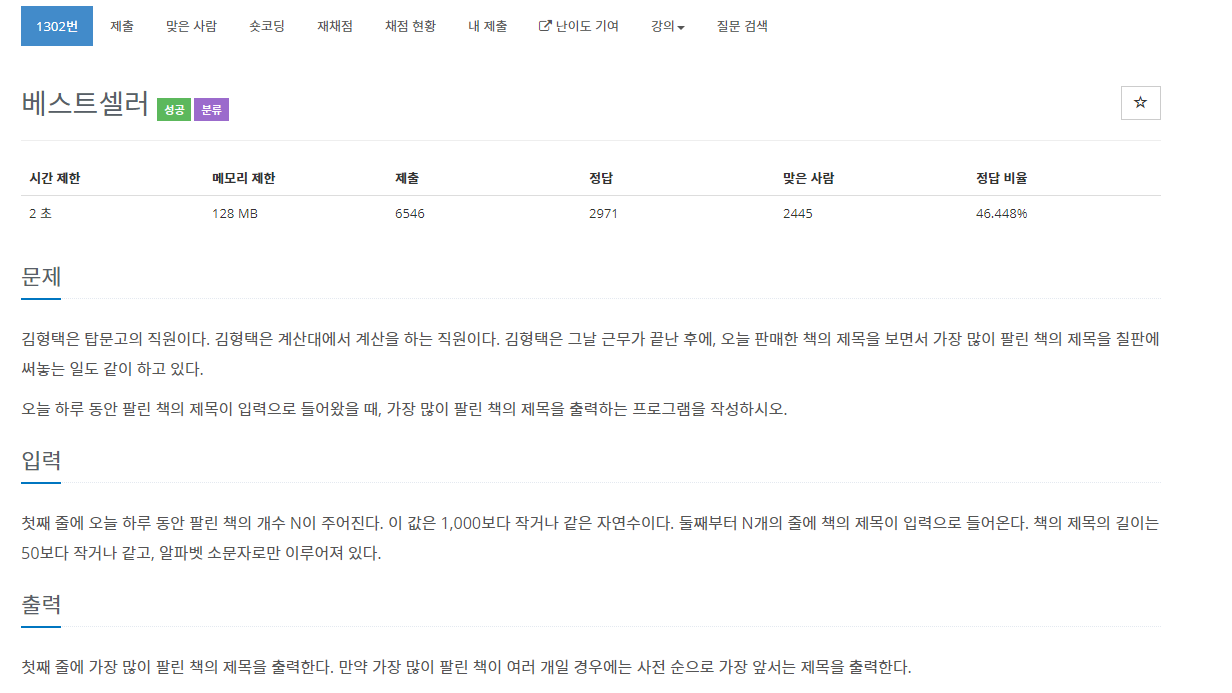 1302번 제출 맞은 사람 숏코딩 재채점 채점 현황 내 제출 난이도 기여 강의 질문 검색
베스트셀러 성공 분류
시간 제한 메모리 제한 제출 정답 맞은 사람 정답 비율
2 초 128 MB 6546 2971 2445 46.448%
문제
김형택은 탑문고의 직원이다. 김형택은 계산대에서 계산을 하는 직원이다. 김형택은 그날 근무가 끝난 후에, 오늘 판매한 책의 제목을 보면서 가장 많이 팔린 책의 제목을 칠판에
써놓는 일도 같이 하고 있다.
오늘 하루 동안 팔린 책의 제목이 입력으로 들어왔을 때, 가장 많이 팔린 책의 제목을 출력하는 프로그램을 작성하시오.
입력
첫째 줄에 오늘 하루 동안 팔린 책의 개수 N이 주어진다. 이 값은 1,000보다 작거나 같은 자연수이다. 둘째부터 N개의 줄에 책의 제목이 입력으로 들어온다. 책의 제목의 길이는
50보다 작거나 같고, 알파벳 소문자로만 이루어져 있다.
출력
첫째 줄에 가장 많이 팔린 책의 제목을 출력한다. 만약 가장 많이 팔린 책이 여러 개일 경우에는 사전 순으로 가장 앞서는 제목을 출력한다.